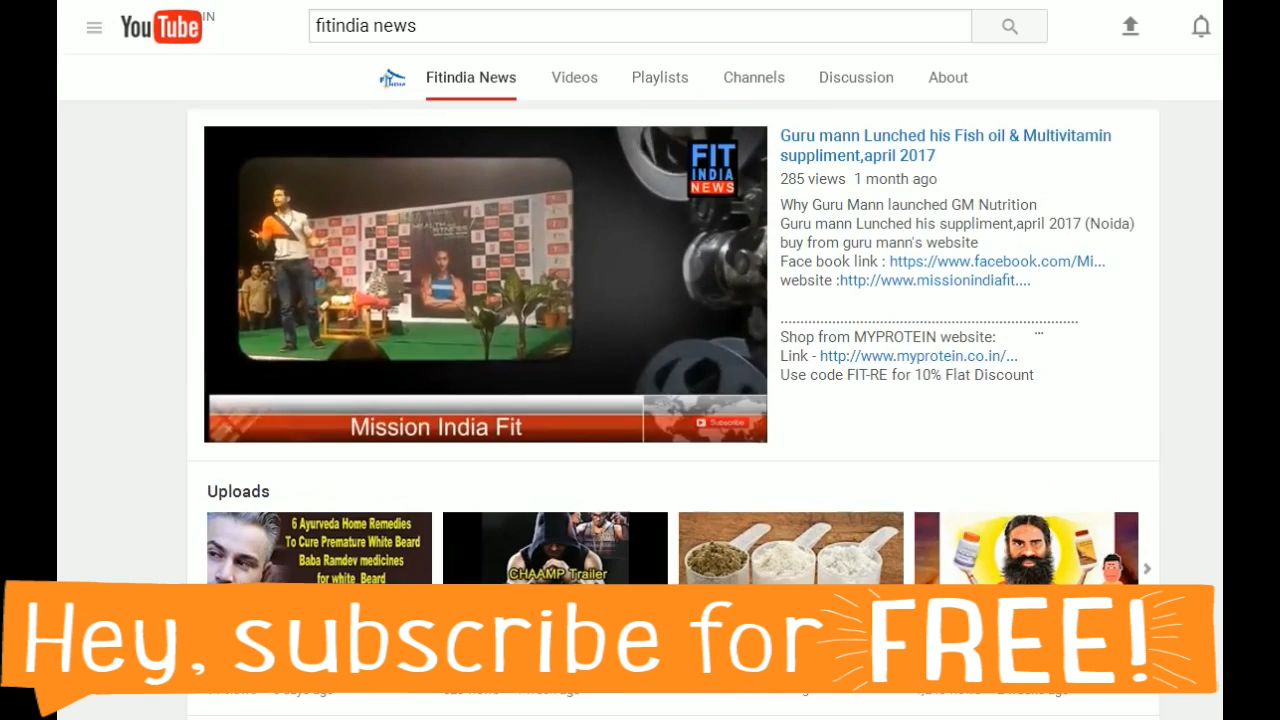 YouTube IN
fitindia news
FIT INDIA
Fitindia News
Videos
Playlists
Channels
Discussion
About
FIT
INDIA
NEWS
HEALTH
FITNESS
Mission India Fit
Subscribe
Guru mann Lunched his Fish oil & Multivitamin
suppliment,april 2017
285 views 1 month ago
Why Guru Mann launched GM Nutrition
Guru mann Lunched his suppliment,april 2017 (Noida)
buy from guru mann's website
Face book link : https://www.facebook.com/Mi...
website :http://www.missionindiafit....
................................................................................
...
Shop from MYPROTEIN website:
Link - http://www.myprotein.co.in/...
Use code FIT-RE for 10% Flat Discount
Uploads
6 Ayurveda Home Remedies
To Cure Premature White Beard
Baba Ramdev medicines
for white Beard
CHAAMP Trailer
Hey, subscribe for FREE!